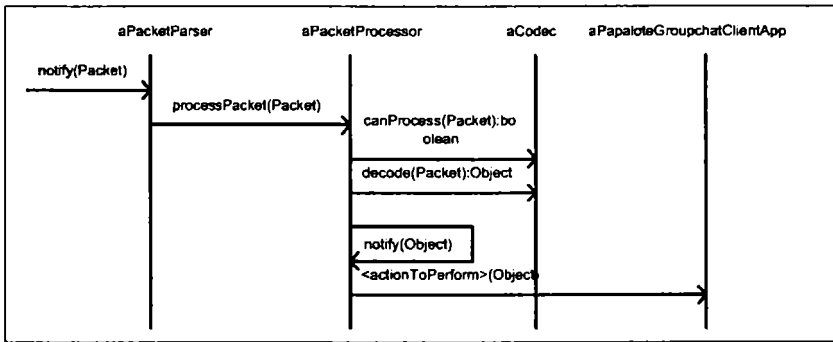 aPacketParser aPacketProcessor aCodec aPapaloteGroupchatClientApp
notify(Packet)
processPacket(Packet)
canProcess(Packet):bo
olean
decode(Packet):Object
notify(Object)
<actionToPerform>(Object)